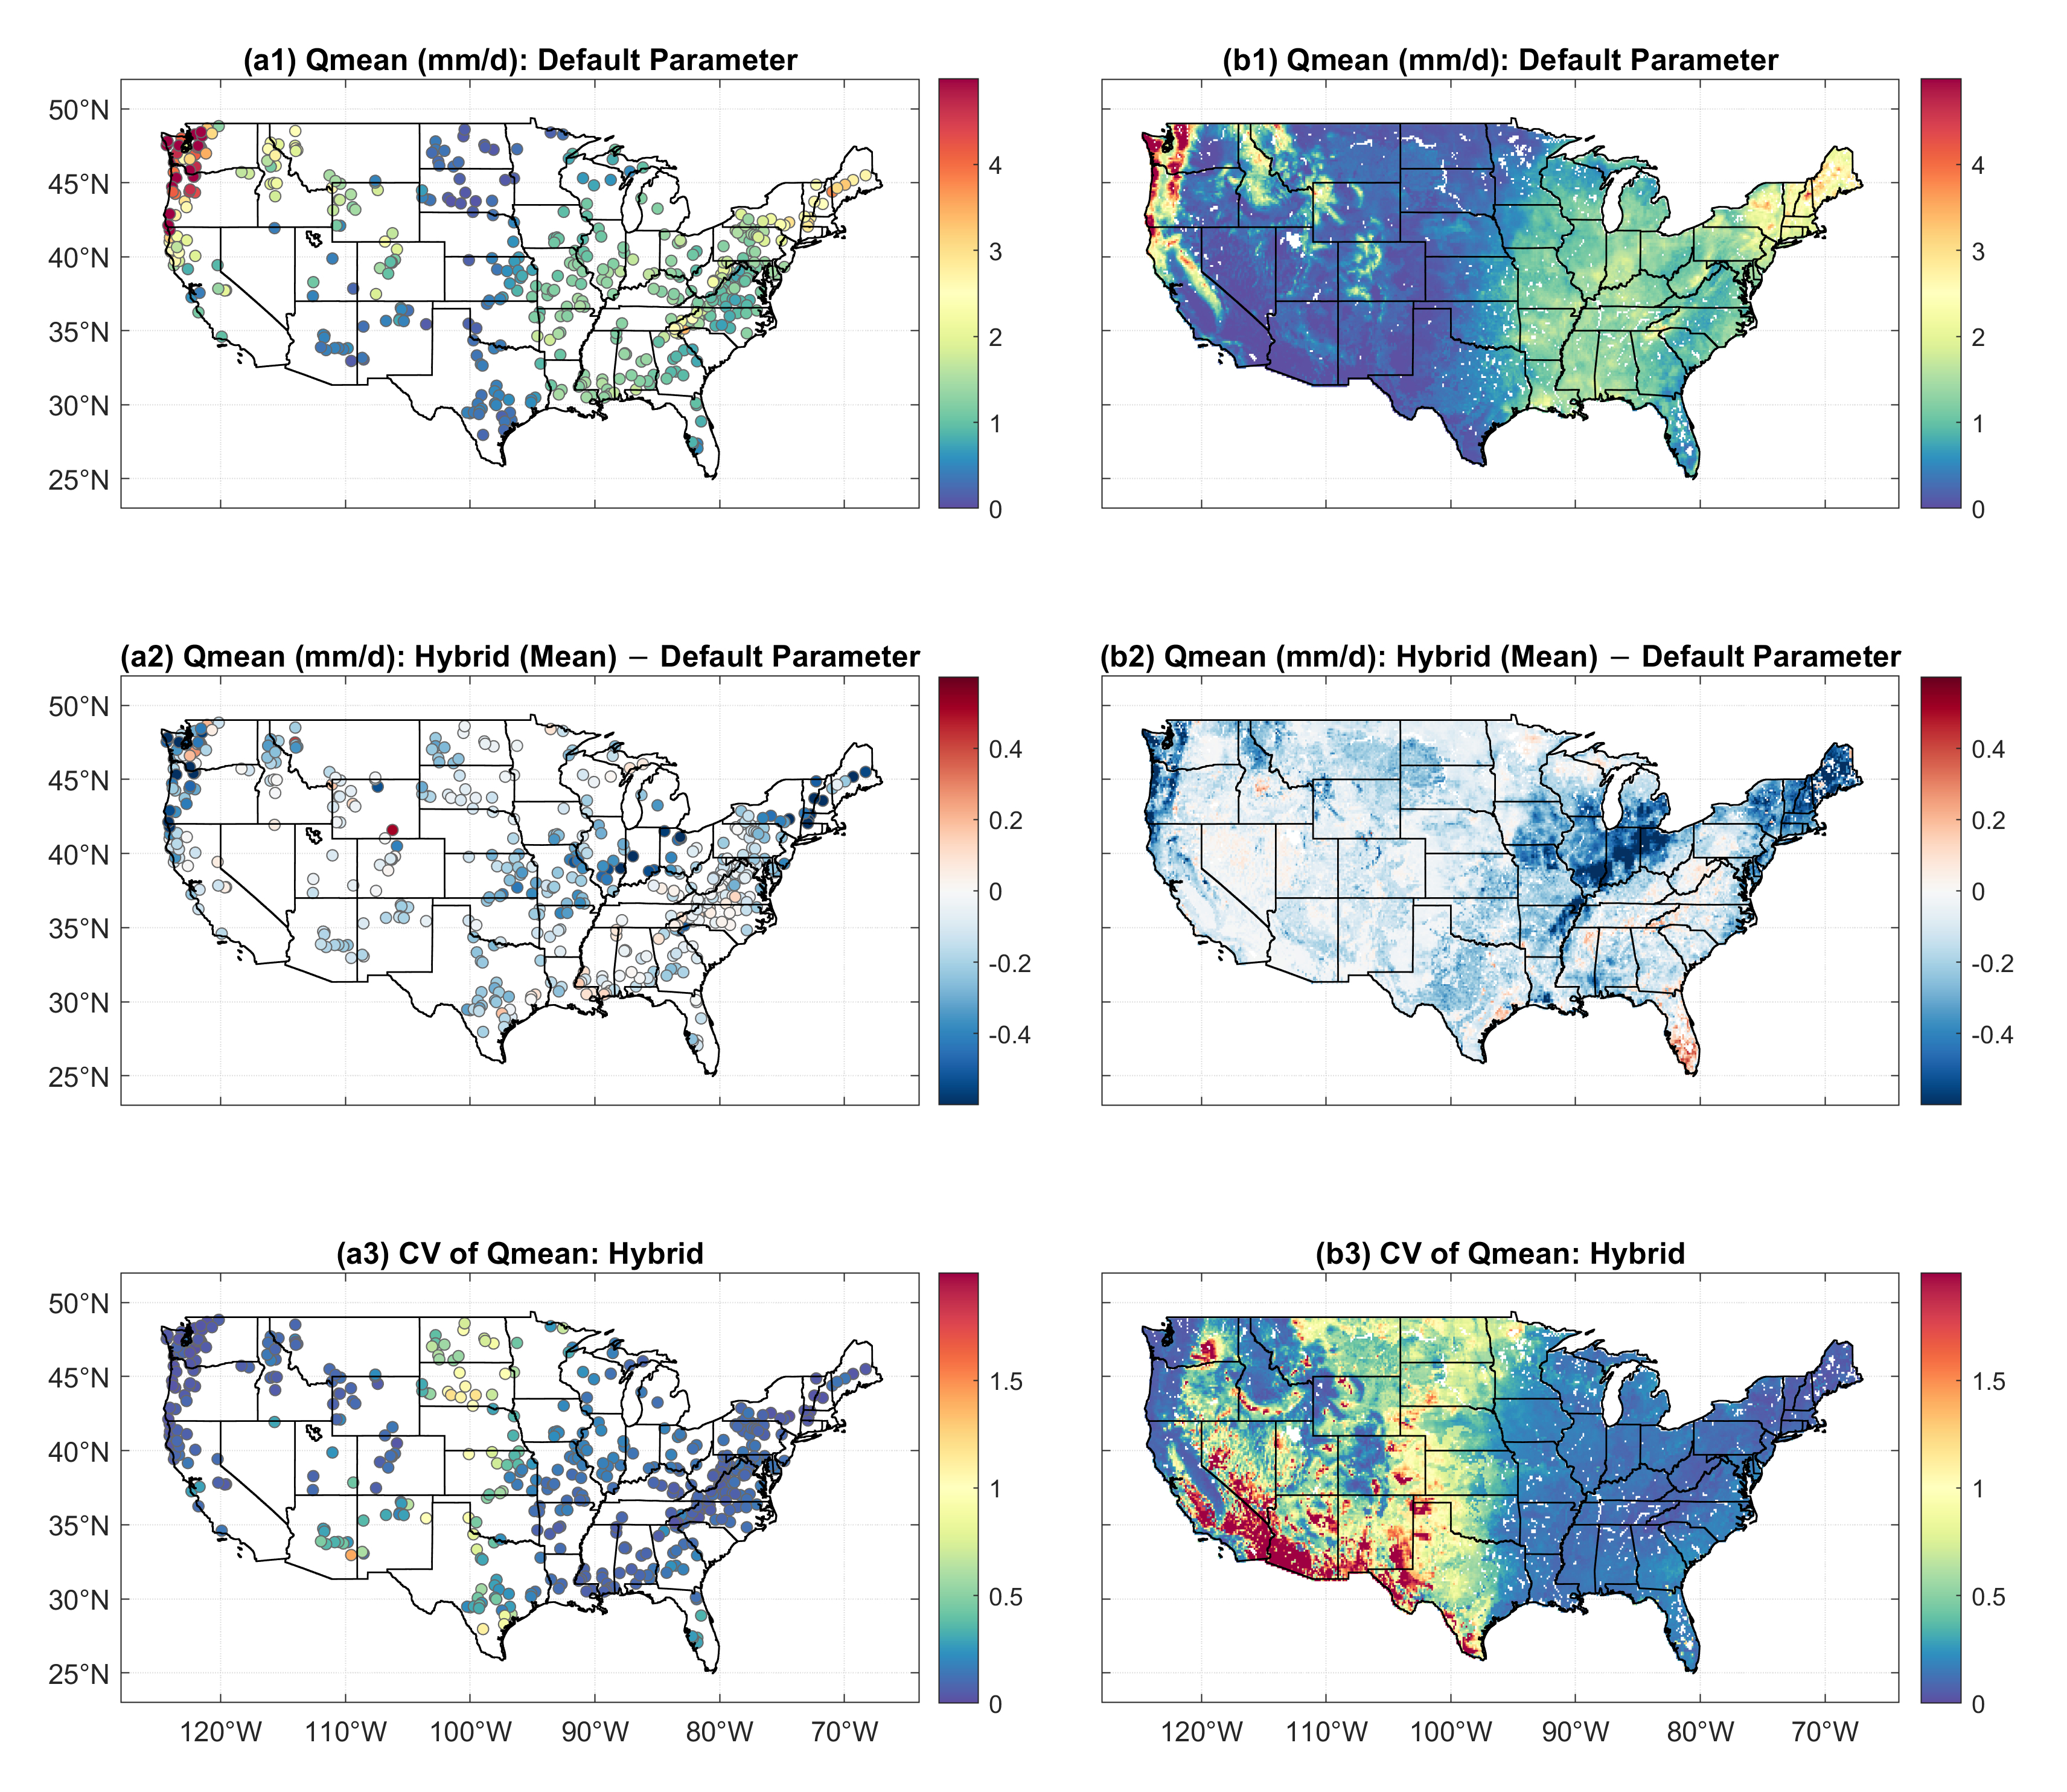 (a1) Qmean (mm/d): Default Parameter
50°N
45°N
40°N
35°N
30°N
25°N
4
3
2
1
0
(b1) Qmean (mm/d): Default Parameter
4
3
2
1
0
(a2) Qmean (mm/d): Hybrid (Mean) − Default Parameter
50°N
45°N
40°N
35°N
30°N
25°N
0.4
0.2
0
-0.2
-0.4
(b2) Qmean (mm/d): Hybrid (Mean) − Default Parameter
0.4
0.2
0
-0.2
-0.4
(a3) CV of Qmean: Hybrid
50°N
45°N
40°N
35°N
30°N
25°N
120°W 110°W 100°W 90°W 80°W 70°W
1.5
1
0.5
0
(b3) CV of Qmean: Hybrid
120°W 110°W 100°W 90°W 80°W 70°W
1.5
1
0.5
0